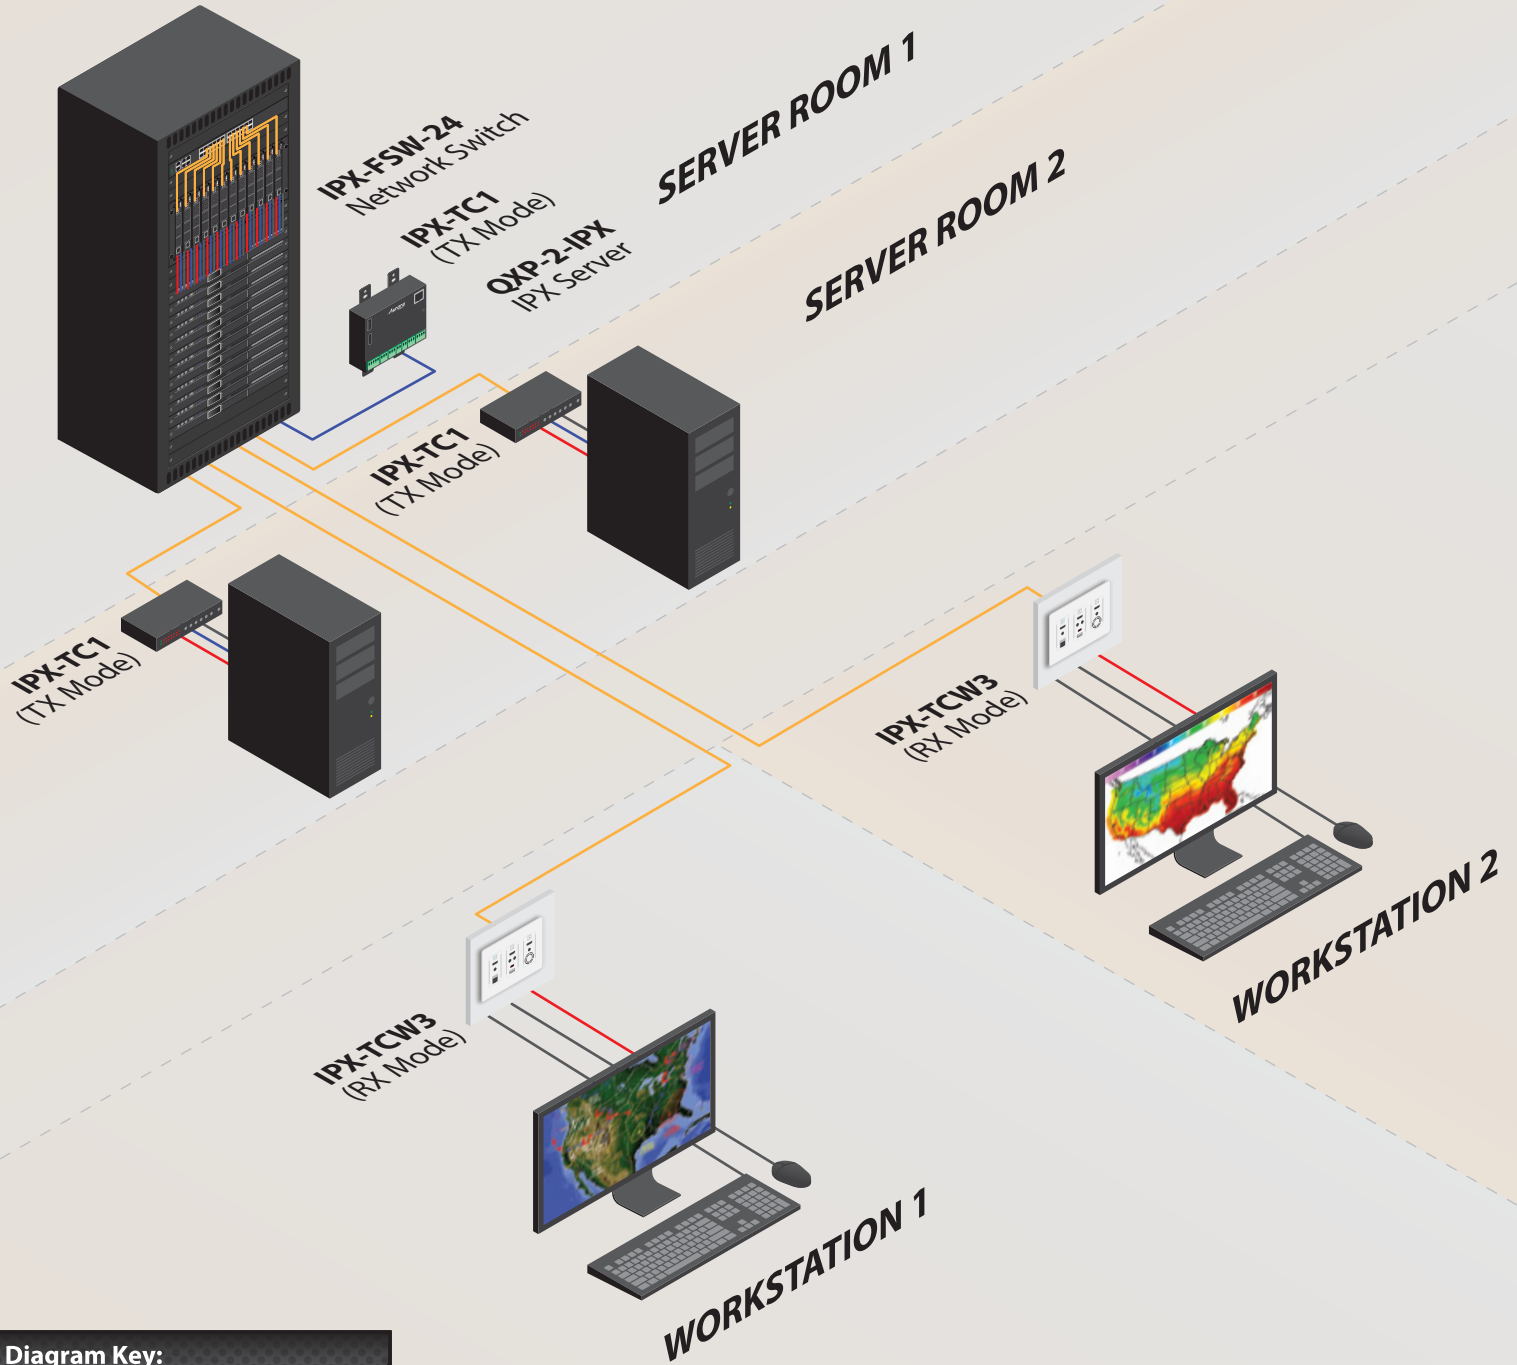 SERVER ROOM 1
IPX-FSW-24
Network Switch
IPX-TC1
(TX Mode)
QXP-2-IPX
IPX Server
SERVER ROOM 2
IPX-TC1
(TX Mode)
IPX-TC1
(TX Mode)
IPX-TCW3
(RX Mode)
WORKSTATION 2
IPX-TCW3
(RX Mode)
WORKSTATION 1
Diagram Key: